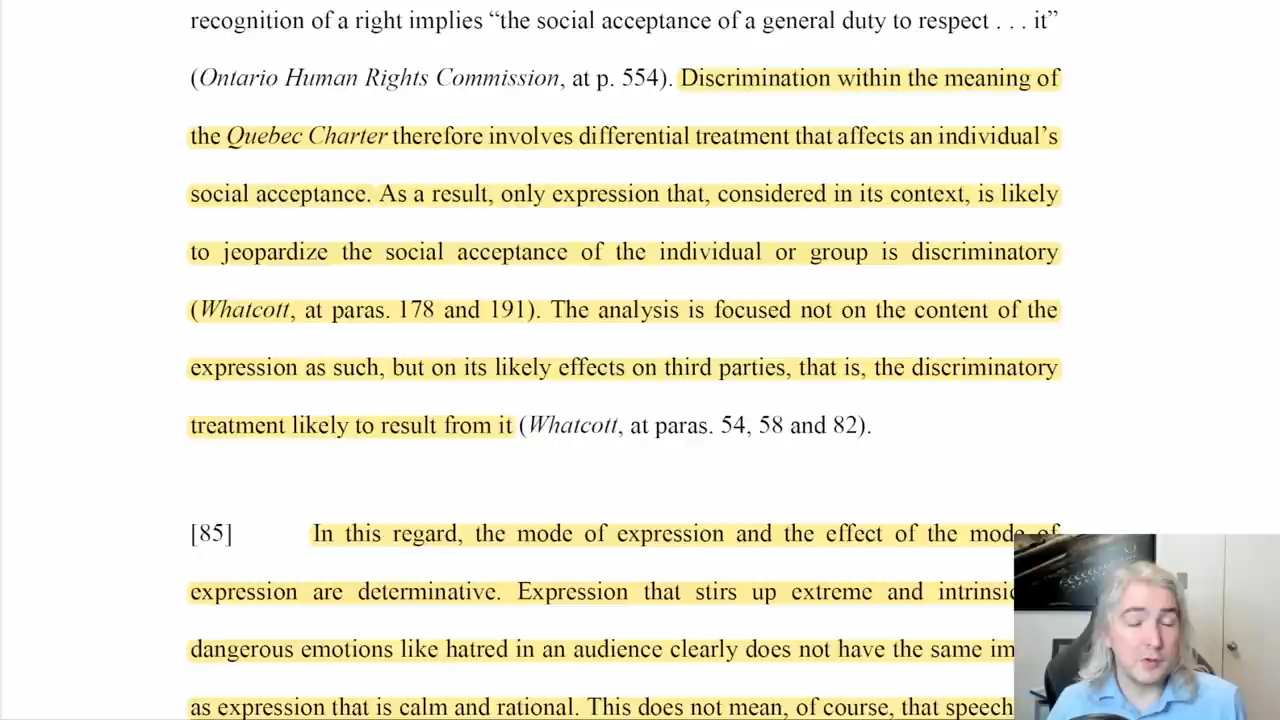 recognition of a right implies “the social acceptance of a general duty to respect . . . it”
(Ontario Human Rights Commission, at p. 554). Discrimination within the meaning of
the Quebec Charter therefore involves differential treatment that affects an individual’s
social acceptance. As a result, only expression that, considered in its context, is likely
to jeopardize the social acceptance of the individual or group is discriminatory
(Whatcott, at paras. 178 and 191). The analysis is focused not on the content of the
expression as such, but on its likely effects on third parties, that is, the discriminatory
treatment likely to result from it (Whatcott, at paras. 54, 58 and 82).
[85] In this regard, the mode of expression and the effect of the mode of
expression are determinative. Expression that stirs up extreme and
dangerous emotions like hatred in an audience clearly does not have the same
as expression that is calm and rational. This does not mean, of course, that speech